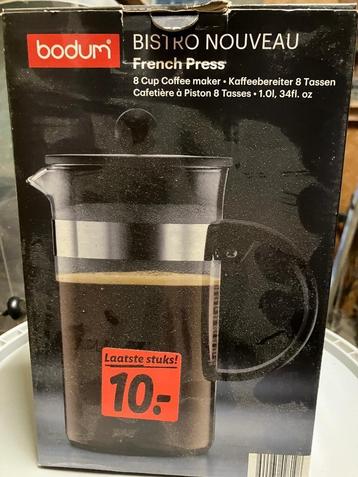 bodum
BISTRO NOUVEAU
French Press
8 Cup Coffee maker • Kaffeebereiter 8 Tassen
Cafetière à Piston 8 Tasses • 1.0l, 34fl. oz
Laatste stuks!
10.-